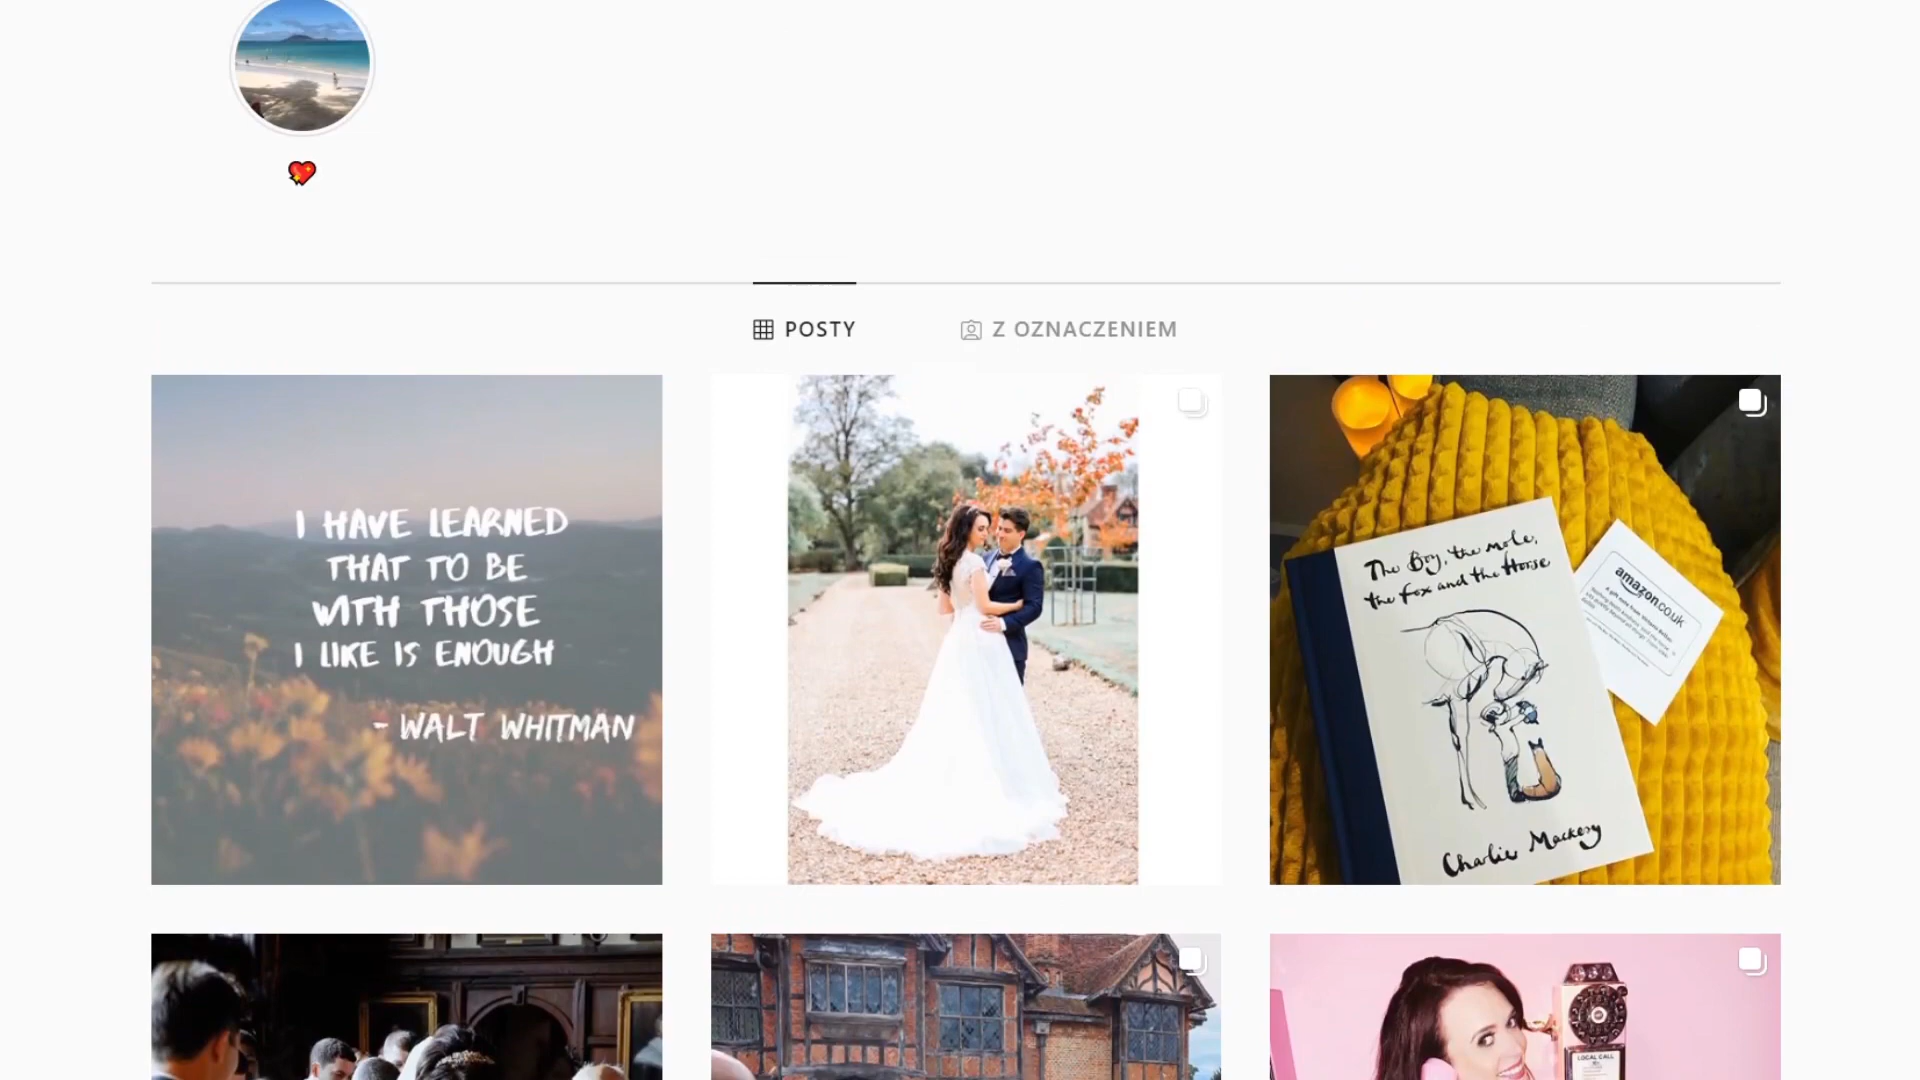 POSTY
Z OZNACZENIEM
I HAVE LEARNED
THAT TO BE
WITH THOSE
I LIKE IS ENOUGH
- WALT WHITMAN
The Boy, the mole,
the fox and the Horse
Charlie Mackesy
amazon.co.uk
LOCAL CALL